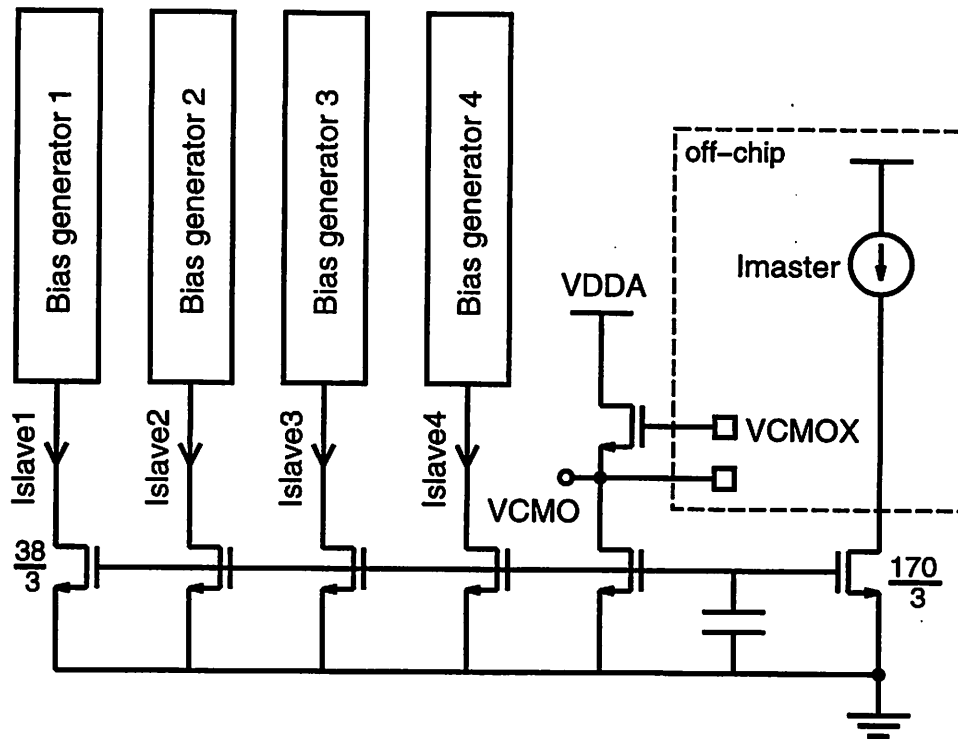 Bias generator 1
Bias generator 2
Bias generator 3
Bias generator 4
off-chip
Imaster
VDDA
Islave1
Islave2
Islave3
Islave4
VCMOX
VCMO
38
3
170
3